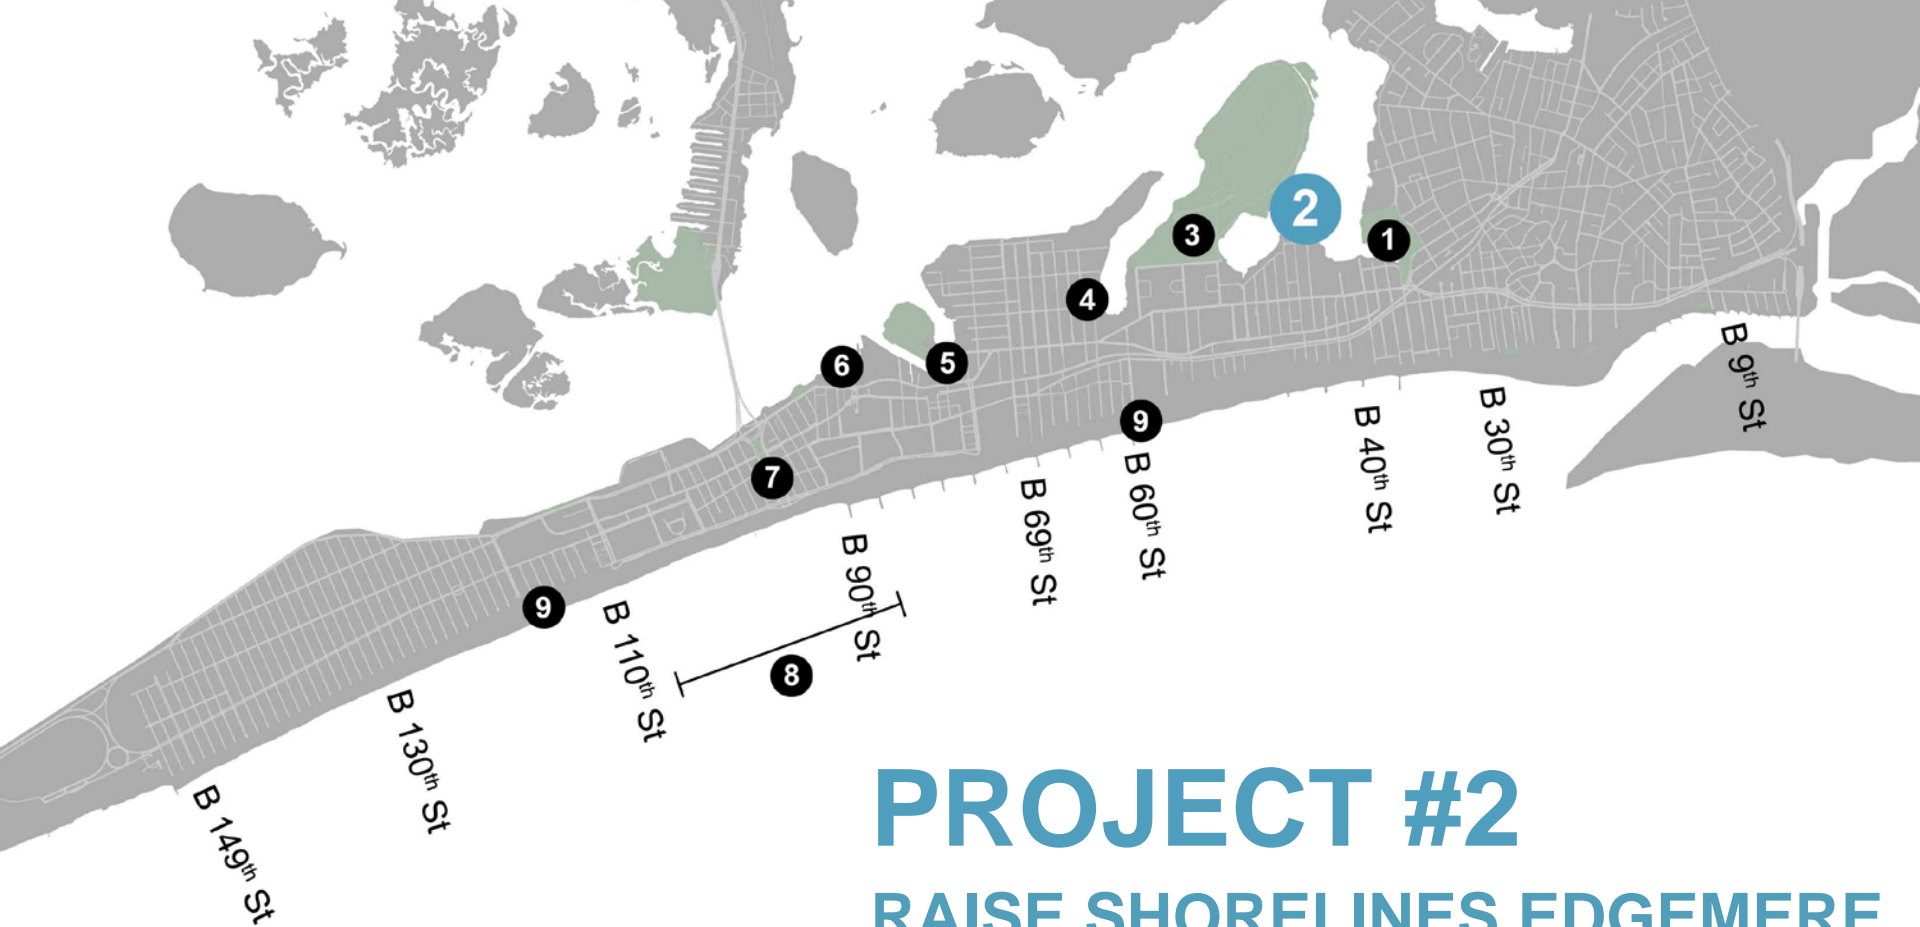 2
3
1
4
5
6
9
7
9
8
B 9th St
B 30th St
B 40th St
B 60th St
B 69th St
B 90th St
B 110th St
B 130th St
B 149th St
PROJECT #2
RAISE SHORELINES EDGEMERE